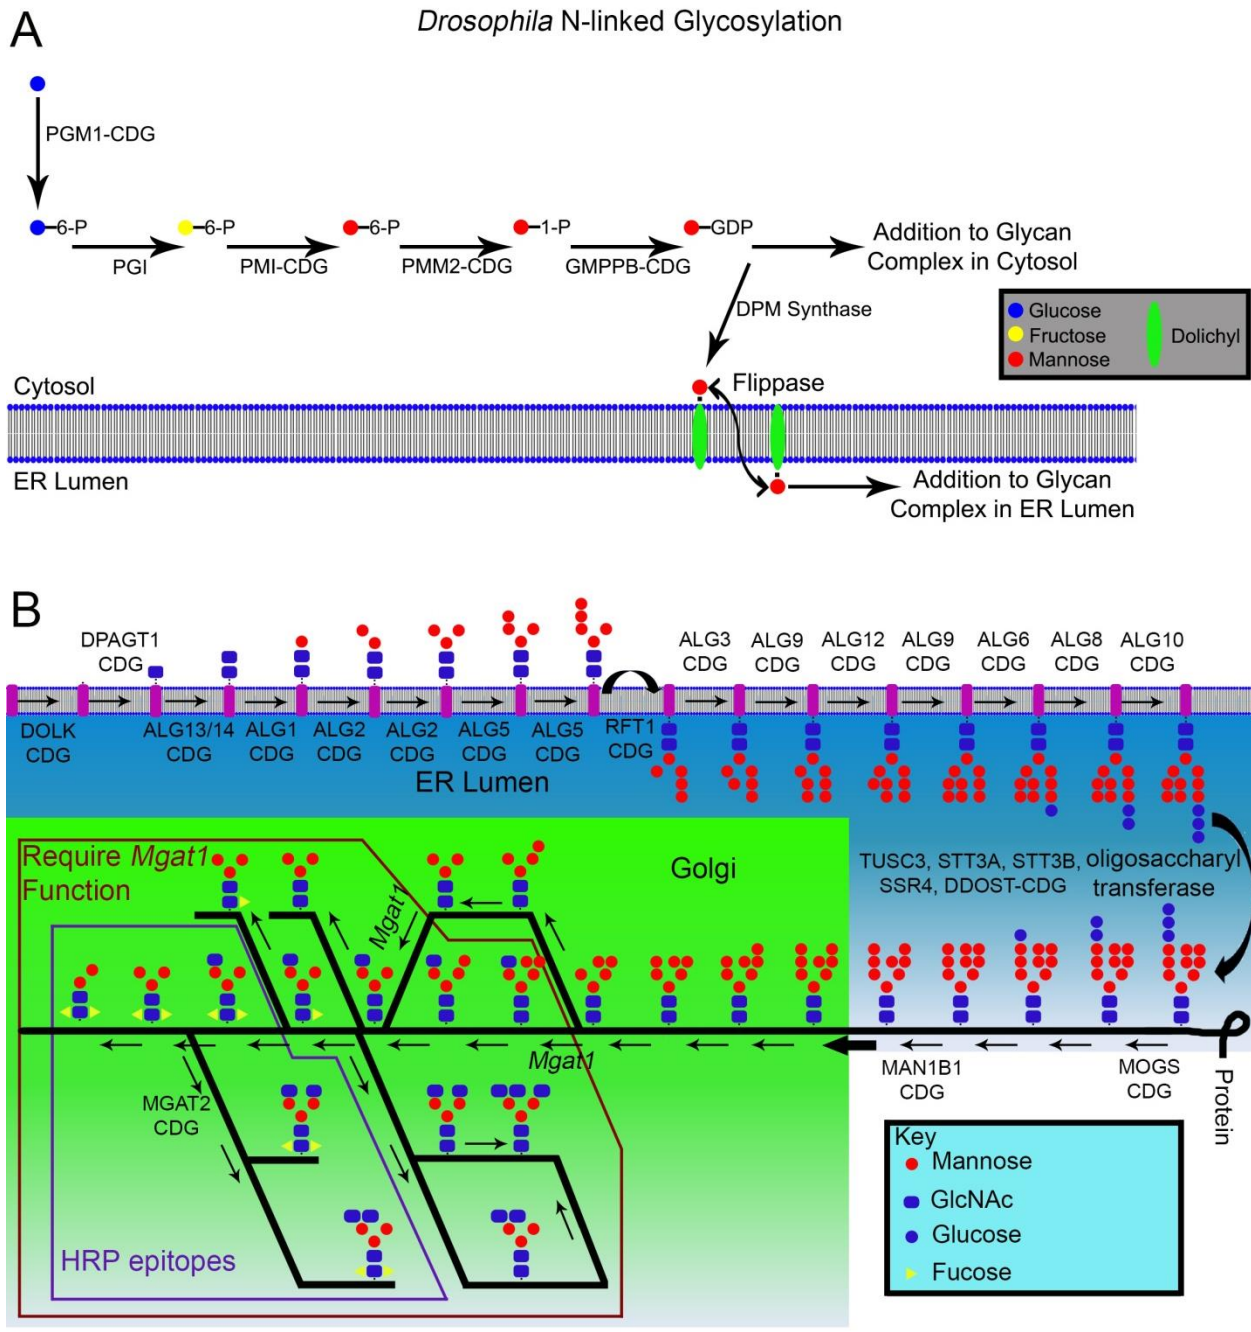 A
Drosophila N-linked Glycosylation
PGM1-CDG
6-P
6-P
6-P
1-P
GDP
PGI
PMI-CDG
PMM2-CDG
GMPPB-CDG
Addition to Glycan
Complex in Cytosol
DPM Synthase
Glucose
Fructose
Mannose
Dolichyl
Cytosol
Flippase
ER Lumen
Addition to Glycan
Complex in ER Lumen
B
DPAGT1
CDG
ALG3
CDG
ALG9
CDG
ALG12
CDG
ALG9
CDG
ALG6
CDG
ALG8
CDG
ALG10
CDG
DOLK
CDG
ALG13/14
CDG
ALG1
CDG
ALG2
CDG
ALG2
CDG
ALG5
CDG
ALG5
CDG
RFT1
CDG
ER Lumen
Require Mgat1
Function
Golgi
Mgat1
TUSC3, STT3A, STT3B,
SSR4, DDOST-CDG
oligosaccharyl
transferase
Mgat1
MAN1B1
CDG
MOGS
CDG
Protein
MGAT2
CDG
HRP epitopes
Key
Mannose
GlcNAc
Glucose
Fucose